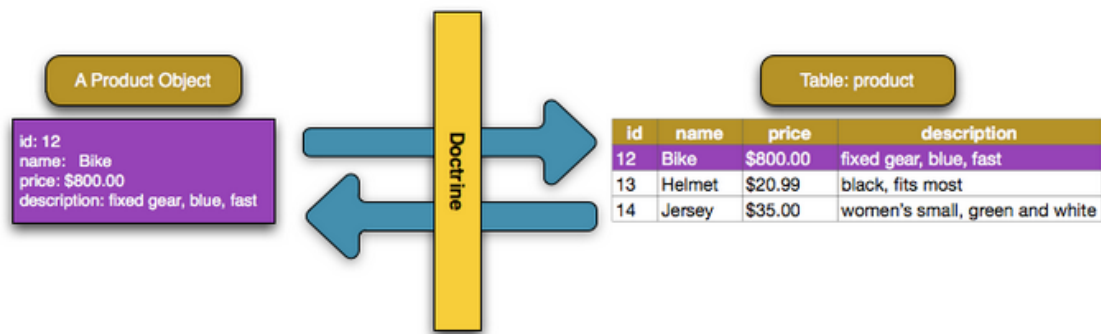 A Product Object
id: 12
name: Bike
price: $800.00
description: fixed gear, blue, fast
Doctrine
Table: product
id name price description
12 Bike $800.00 fixed gear, blue, fast
13 Helmet $20.99 black, fits most
14 Jersey $35.00 women's small, green and white